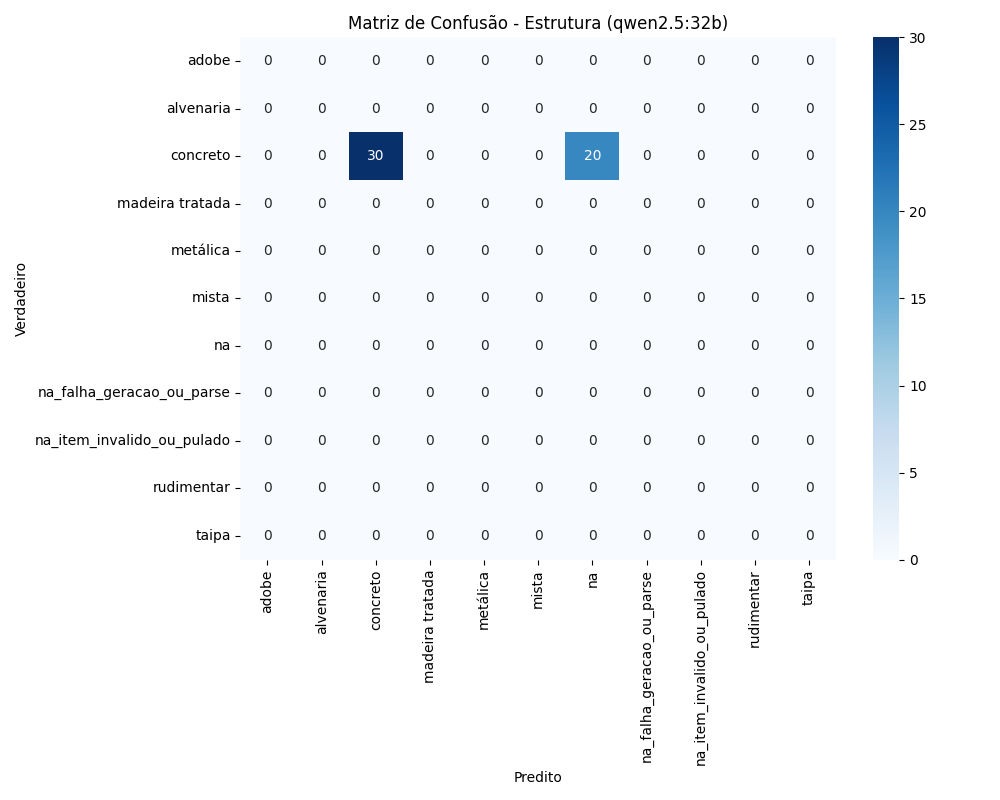 Matriz de Confusão - Estrutura (qwen2.5:32b)
Verdadeiro
adobe 0 0 0 0 0 0 0 0 0 0 0
alvenaria 0 0 0 0 0 0 0 0 0 0 0
concreto 0 0 30 0 0 0 20 0 0 0 0
madeira tratada 0 0 0 0 0 0 0 0 0 0 0
metálica 0 0 0 0 0 0 0 0 0 0 0
mista 0 0 0 0 0 0 0 0 0 0 0
na 0 0 0 0 0 0 0 0 0 0 0
na_falha_geracao_ou_parse 0 0 0 0 0 0 0 0 0 0 0
na_item_invalido_ou_pulado 0 0 0 0 0 0 0 0 0 0 0
rudimentar 0 0 0 0 0 0 0 0 0 0 0
taipa 0 0 0 0 0 0 0 0 0 0 0
adobe
alvenaria
concreto
madeira tratada
metálica
mista
na
na_falha_geracao_ou_parse
na_item_invalido_ou_pulado
rudimentar
taipa
Predito
30
25
20
15
10
5
0